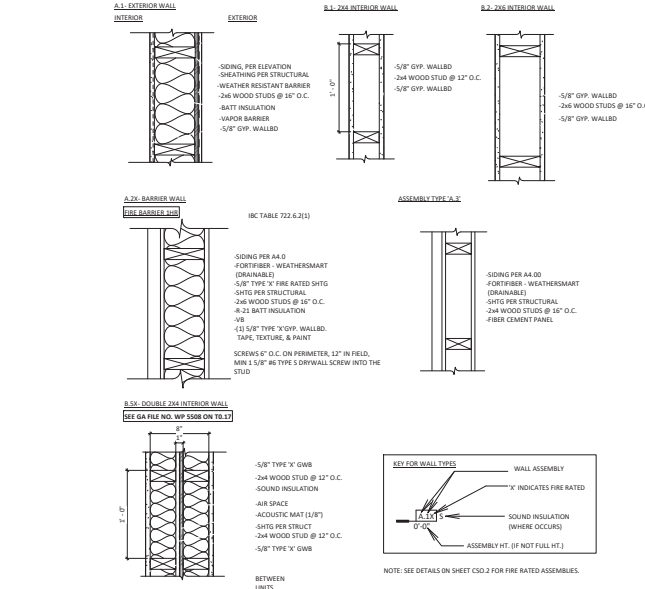 A.1- EXTERIOR WALL
INTERIOR
EXTERIOR
-SIDING, PER ELEVATION
-SHEATHING PER STRUCTURAL
-WEATHER RESISTANT BARRIER
-2x6 WOOD STUDS @ 16" O.C.
-BATT INSULATION
-VAPOR BARRIER
-5/8" GYP. WALLBD
B.1- 2X4 INTERIOR WALL
1' - 0"
-5/8" GYP. WALLBD
-2x4 WOOD STUD @ 12" O.C.
-5/8" GYP. WALLBD
B.2- 2X6 INTERIOR WALL
-5/8" GYP. WALLBD
-2x6 WOOD STUDS @ 16" O.
-5/8" GYP. WALLBD
A.2X- BARRIER WALL
FIRE BARRIER 1HR
IBC TABLE 722.6.2(1)
-SIDING PER A4.0
-FORTIFIBER - WEATHERSMART
(DRAINABLE)
-5/8" TYPE 'X' FIRE RATED SHTG
-SHTG PER STRUCTURAL
-2x6 WOOD STUDS @ 16" O.C.
-R-21 BATT INSULATION
-VB
-(1) 5/8" TYPE 'X'GYP. WALLBD.
TAPE, TEXTURE, & PAINT
SCREWS 6" O.C. ON PERIMETER, 12" IN FIELD,
MIN 1 5/8" #6 TYPE S DRYWALL SCREW INTO THE
STUD
ASSEMBLY TYPE 'A.3'
-SIDING PER A4.00
-FORTIFIBER - WEATHERSMART
(DRAINABLE)
-SHTG PER STRUCTURAL
-2x4 WOOD STUDS @ 16" O.C.
-FIBER CEMENT PANEL
B.5X- DOUBLE 2X4 INTERIOR WALL
SEE GA FILE NO. WP 5508 ON T0.17
8"
1"
1' - 0"
-5/8" TYPE 'X' GWB
-2x4 WOOD STUD @ 12" O.C.
-SOUND INSULATION
-AIR SPACE
-ACOUSTIC MAT (1/8")
-SHTG PER STRUCT
-2x4 WOOD STUD @ 12" O.C.
-5/8" TYPE 'X' GWB
BETWEEN
UNITS
KEY FOR WALL TYPES
WALL ASSEMBLY
'X' INDICATES FIRE RATED
A.1X S
0'-0"
SOUND INSULATION
(WHERE OCCURS)
ASSEMBLY HT. (IF NOT FULL HT.)
NOTE: SEE DETAILS ON SHEET CSO.2 FOR FIRE RATED ASSEMBLIES.